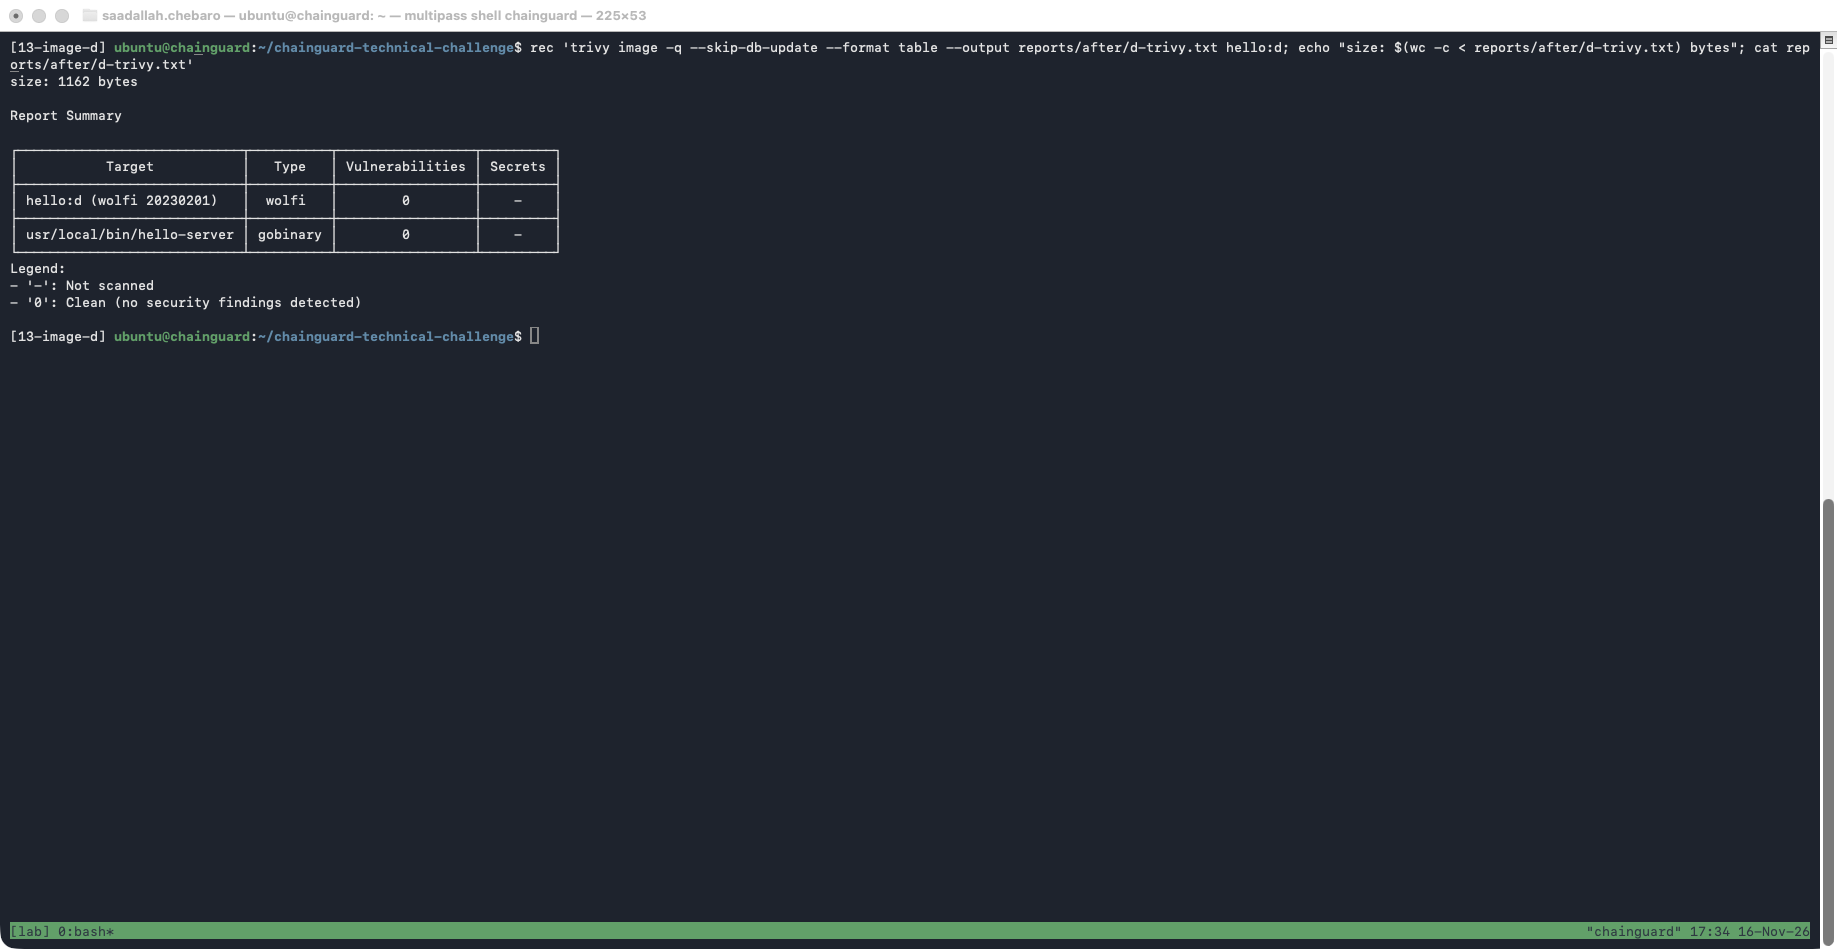 saadallah.chebaro — ubuntu@chainguard: ~ — multipass shell chainguard — 225×53
[13-image-d] ubuntu@chainguard:~/chainguard-technical-challenge$ rec 'trivy image -q --skip-db-update --format table --output reports/after/d-trivy.txt hello:d; echo "size: $(wc -c < reports/after/d-trivy.txt) bytes"; cat rep
orts/after/d-trivy.txt'
size: 1162 bytes
Report Summary
Target Type Vulnerabilities Secrets
hello:d (wolfi 20230201) wolfi 0 -
usr/local/bin/hello-server gobinary 0 -
Legend:
- '-': Not scanned
- '0': Clean (no security findings detected)
[13-image-d] ubuntu@chainguard:~/chainguard-technical-challenge$
[lab] 0:bash* "chainguard" 17:34 16-Nov-26